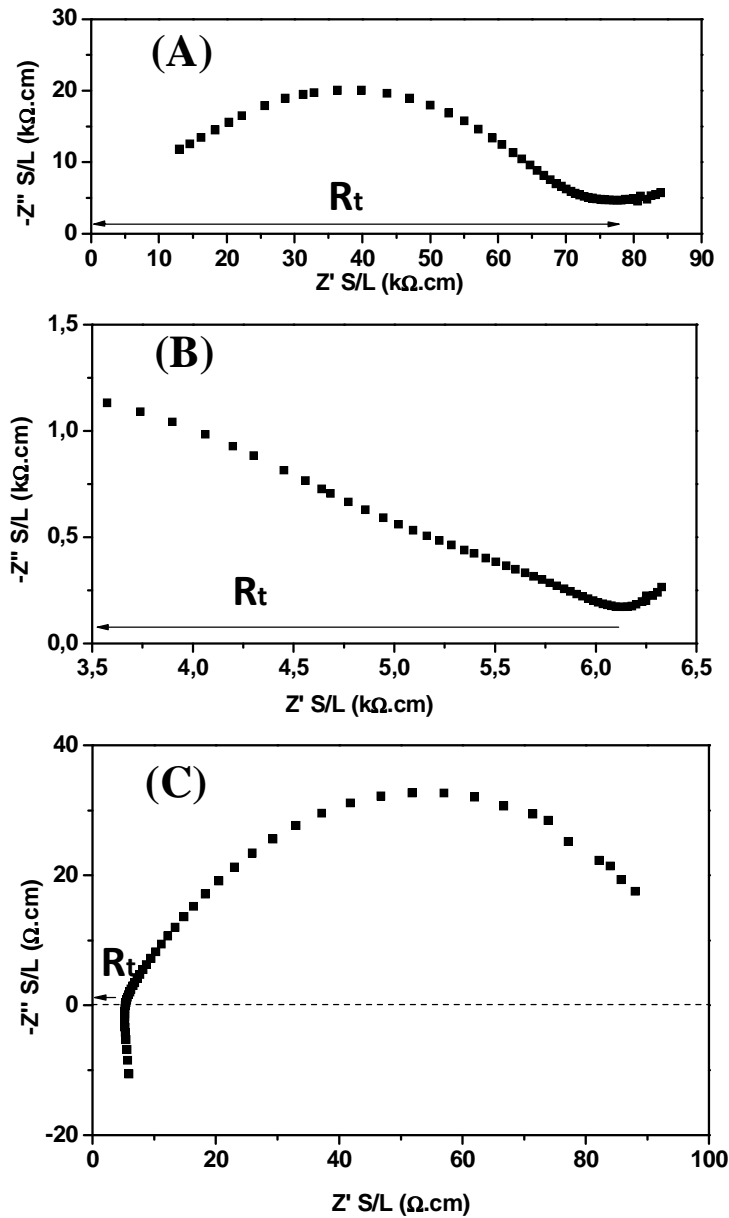 (A)
30
20
10
0
-Z'' S/L (kΩ.cm)
Rt
0 10 20 30 40 50 60 70 80 90
Z' S/L (kΩ.cm)
(B)
1,5
1,0
0,5
0,0
-Z'' S/L (kΩ.cm)
Rt
3,5 4,0 4,5 5,0 5,5 6,0 6,5
Z' S/L (kΩ.cm)
(C)
40
20
0
-20
-Z'' S/L (Ω.cm)
Rt
0 20 40 60 80 100
Z' S/L (Ω.cm)